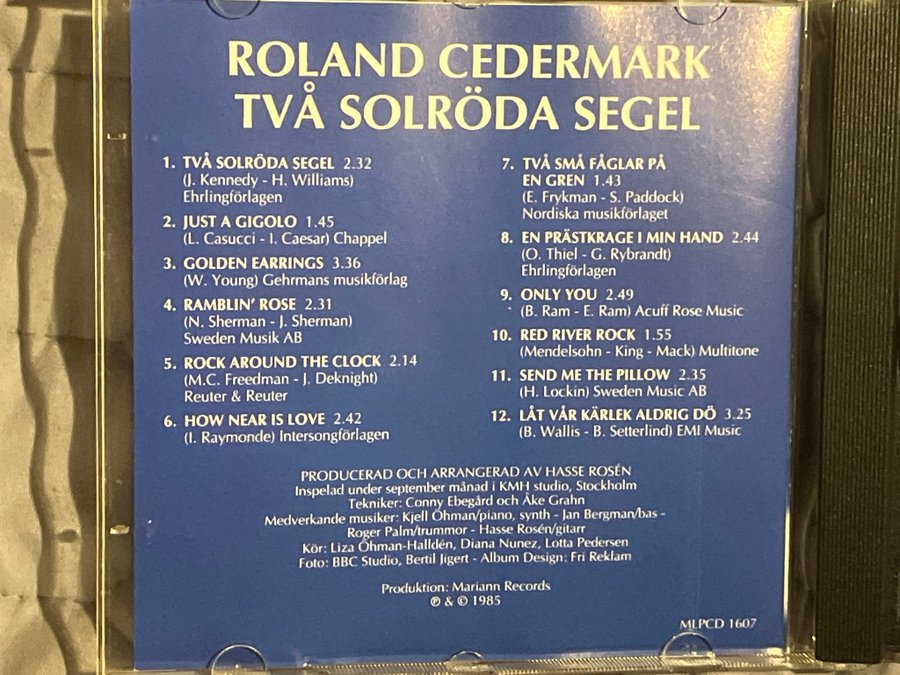 ROLAND CEDERMARK
TVÅ SOLRÖDA SEGEL
1. TVÅ SOLRÖDA SEGEL 2.32
(J. Kennedy - H. Williams)
Ehrlingförlagen
2. JUST A GIGOLO 1.45
(L. Casucci - I. Caesar) Chappel
3. GOLDEN EARRINGS 3.36
(W. Young) Gehrmans musikförlag
4. RAMBLIN' ROSE 2.31
(N. Sherman - J. Sherman)
Sweden Musik AB
5. ROCK AROUND THE CLOCK 2.14
(M.C. Freedman - J. Deknight)
Reuter & Reuter
6. HOW NEAR IS LOVE 2.42
(I. Raymonde) Intersongförlagen
7. TVÅ SMÅ FÅGLAR PÅ
EN GREN 1.43
(E. Frykman - S. Paddock)
Nordiska musikförlaget
8. EN PRÄSTKRAGE I MIN HAND 2.44
(O. Thiel - G. Rybrandt)
Ehrlingförlagen
9. ONLY YOU 2.49
(B. Ram - E. Ram) Acuff Rose Music
10. RED RIVER ROCK 1.55
(Mendelsohn - King - Mack) Multitone
11. SEND ME THE PILLOW 2.35
(H. Lockin) Sweden Music AB
12. LÅT VÅR KÄRLEK ALDRIG DÖ 3.25
(B. Wallis - B. Setterlind) EMI Music
PRODUCERAD OCH ARRANGERAD AV HASSE ROSÉN
Inspelad under september månad i KMH studio, Stockholm
Tekniker: Conny Ebegård och Åke Grahn
Medverkande musiker: Kjell Öhman/piano, synth - Jan Bergman/bas -
Roger Palm/trummor - Hasse Rosén/gitarr
Kör: Liza Öhman-Halldén, Diana Nunez, Lotta Pedersen
Foto: BBC Studio, Bertil Jigert - Album Design: Fri Reklam
Produktion: Mariann Records
℗ & © 1985
MLPCD 1607